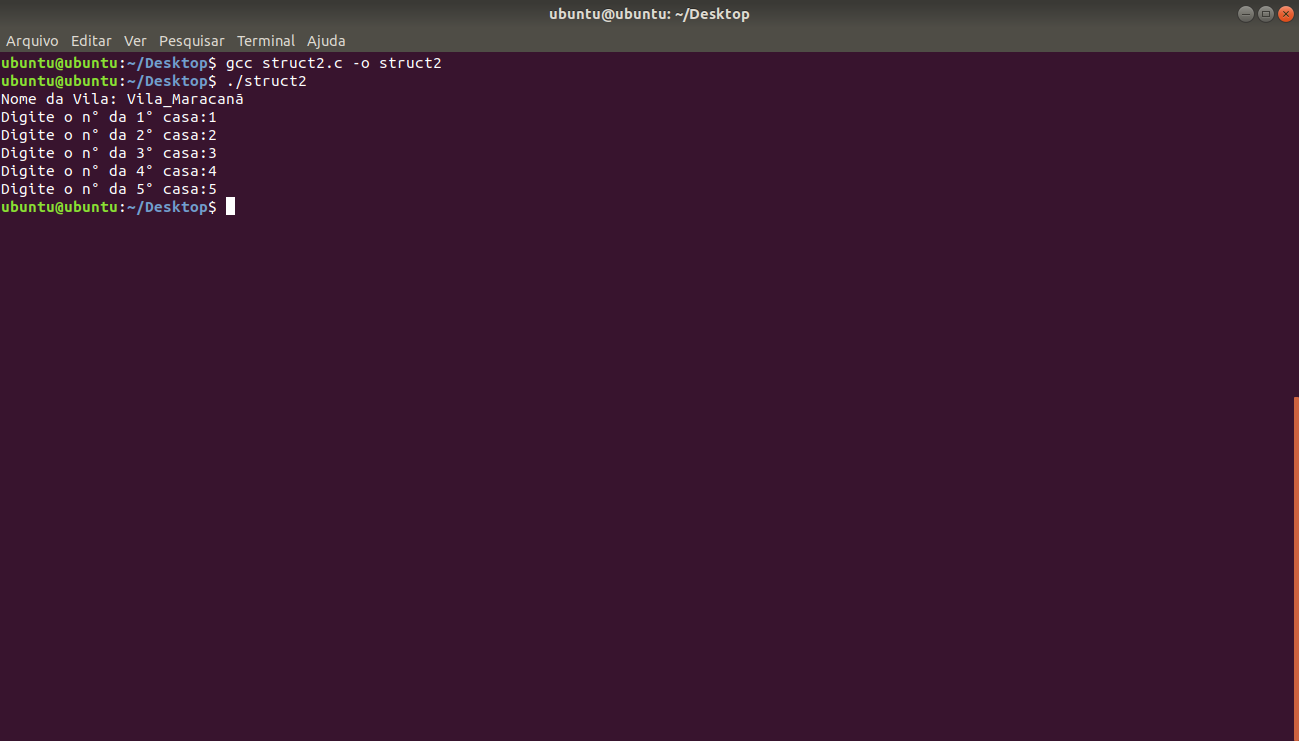 ubuntu@ubuntu: ~/Desktop
Arquivo Editar Ver Pesquisar Terminal Ajuda
ubuntu@ubuntu:~/Desktop$ gcc struct2.c -o struct2
ubuntu@ubuntu:~/Desktop$ ./struct2
Nome da Vila: Vila_Maracanã
Digite o n° da 1° casa:1
Digite o n° da 2° casa:2
Digite o n° da 3° casa:3
Digite o n° da 4° casa:4
Digite o n° da 5° casa:5
ubuntu@ubuntu:~/Desktop$